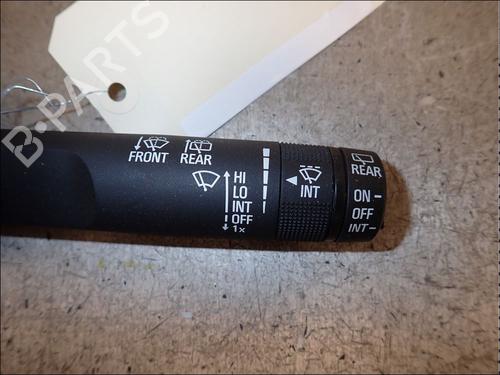 B-PARTS
FRONT REAR
HI
LO
INT
OFF
1x
INT
REAR
ON
OFF
INT